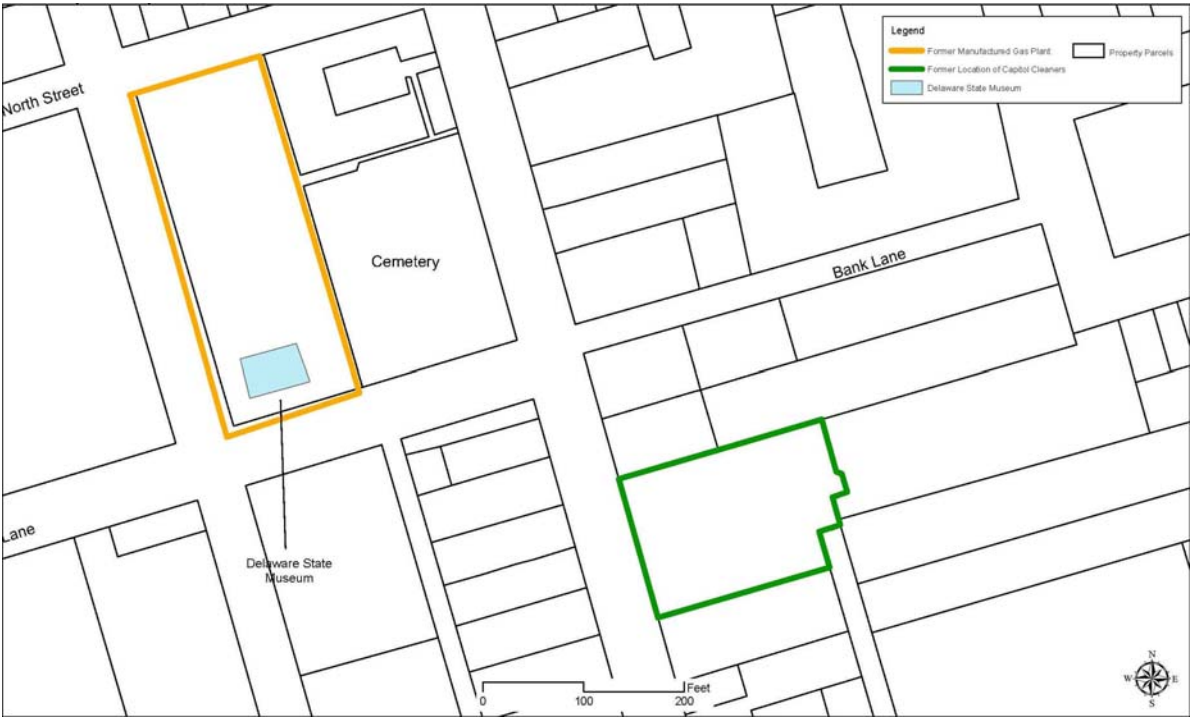 Legend
Former Manufactured Gas Plant
Property Parcels
Former Location of Capitol Cleaners
Delaware State Museum
North Street
Cemetery
Bank Lane
Lane
Delaware State
Museum
Feet
0 100 200
N
W E
S